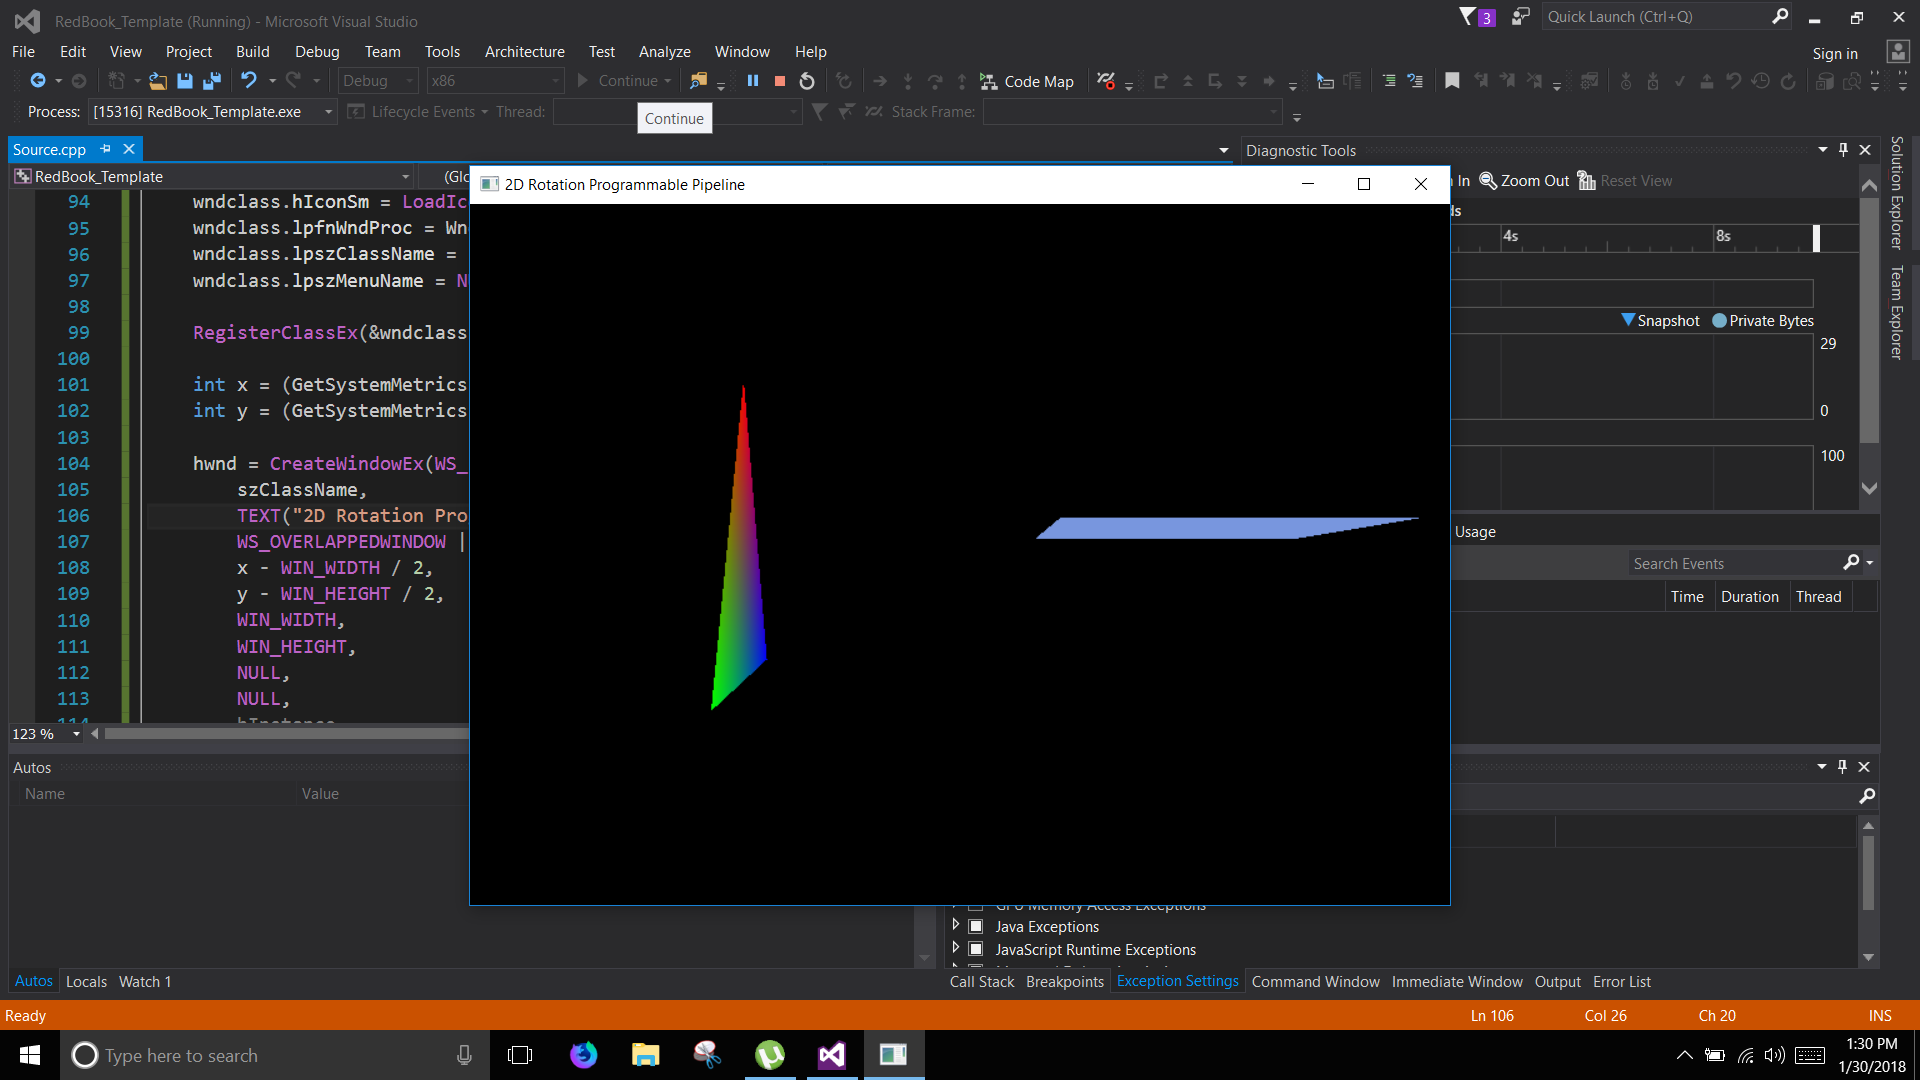 RedBook_Template (Running) - Microsoft Visual Studio
3
Quick Launch (Ctrl+Q)
File Edit View Project Build Debug Team Tools Architecture Test Analyze Window Help
Sign in
Debug x86 Continue Code Map
Process: [15316] RedBook_Template.exe Lifecycle Events Thread: Stack Frame:
Continue
Source.cpp
Diagnostic Tools
RedBook_Template (Glo
2D Rotation Programmable Pipeline
In Zoom Out Reset View
ds
4s 8s
Snapshot Private Bytes
29
0
100
Usage
Search Events
Time Duration Thread
94 wndclass.hIconSm = LoadIc
95 wndclass.lpfnWndProc = Wn
96 wndclass.lpszClassName =
97 wndclass.lpszMenuName = N
98
99 RegisterClassEx(&wndclass
100
101 int x = (GetSystemMetrics
102 int y = (GetSystemMetrics
103
104 hwnd = CreateWindowEx(WS_
105 szClassName,
106 TEXT("2D Rotation Pro
107 WS_OVERLAPPEDWINDOW |
108 x - WIN_WIDTH / 2,
109 y - WIN_HEIGHT / 2,
110 WIN_WIDTH,
111 WIN_HEIGHT,
112 NULL,
113 NULL,
114 hInstance
123 %
Solution Explorer
Team Explorer
Autos
Name Value
GPU Memory Access Exceptions
Java Exceptions
JavaScript Runtime Exceptions
Autos Locals Watch 1
Call Stack Breakpoints Exception Settings Command Window Immediate Window Output Error List
Ready Ln 106 Col 26 Ch 20 INS
Type here to search
1:30 PM
1/30/2018